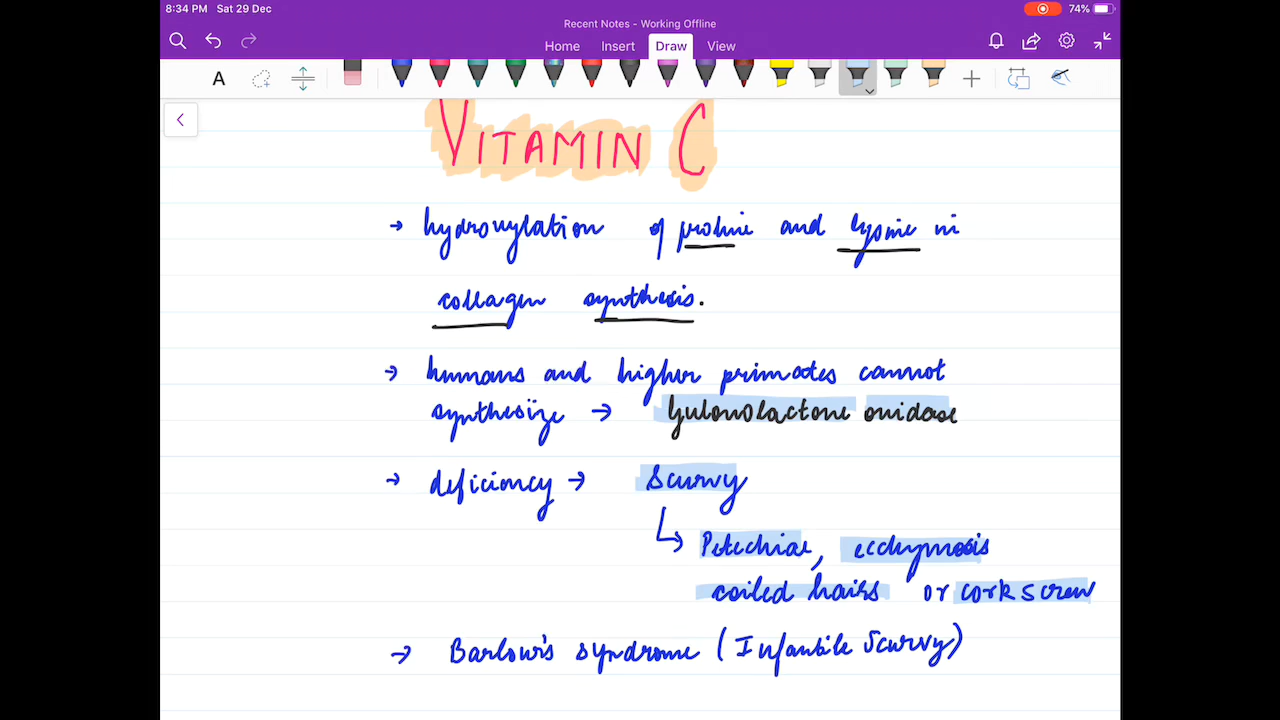 8:34 PM Sat 29 Dec
74%
Recent Notes - Working Offline
Home Insert Draw View
A
VITAMIN C
→ hydroxylation of proline and lysine in
collagen synthesis.
→ humans and higher primates cannot
synthesize → Gulonolactone oxidase
→ deficiency → Scurvy
↳ Petechiae, ecchymosis
coiled hairs or corkscrew
→ Barlow's syndrome (Infantile Scurvy)